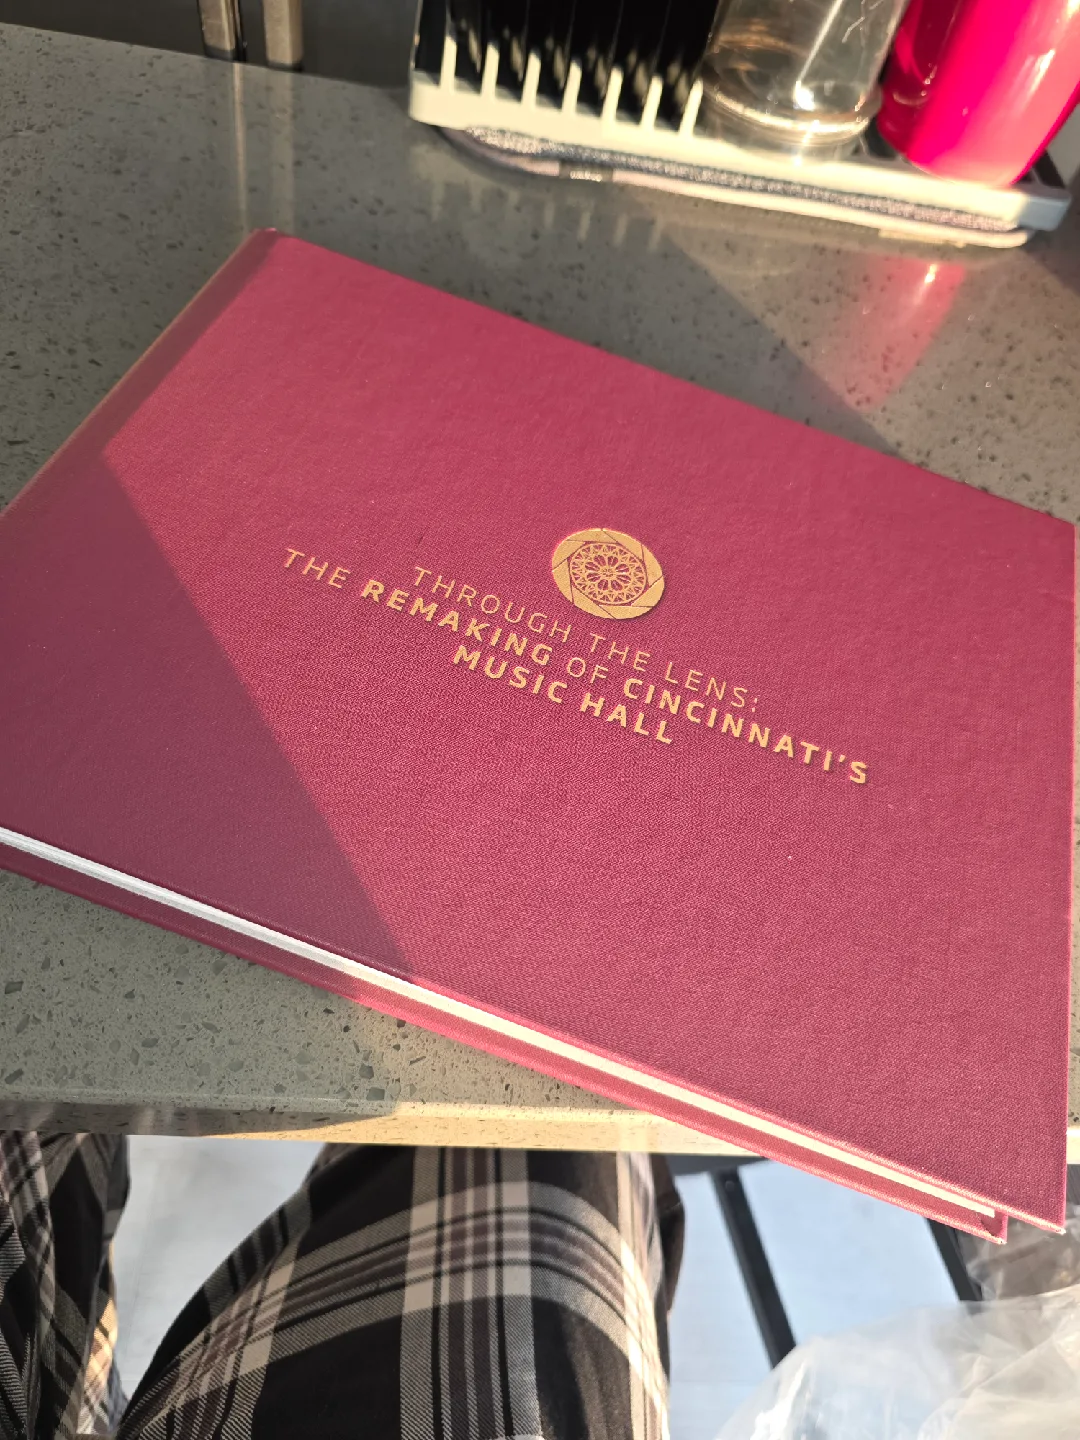 THROUGH THE LENS:
THE REMAKING OF CINCINNATI'S
MUSIC HALL